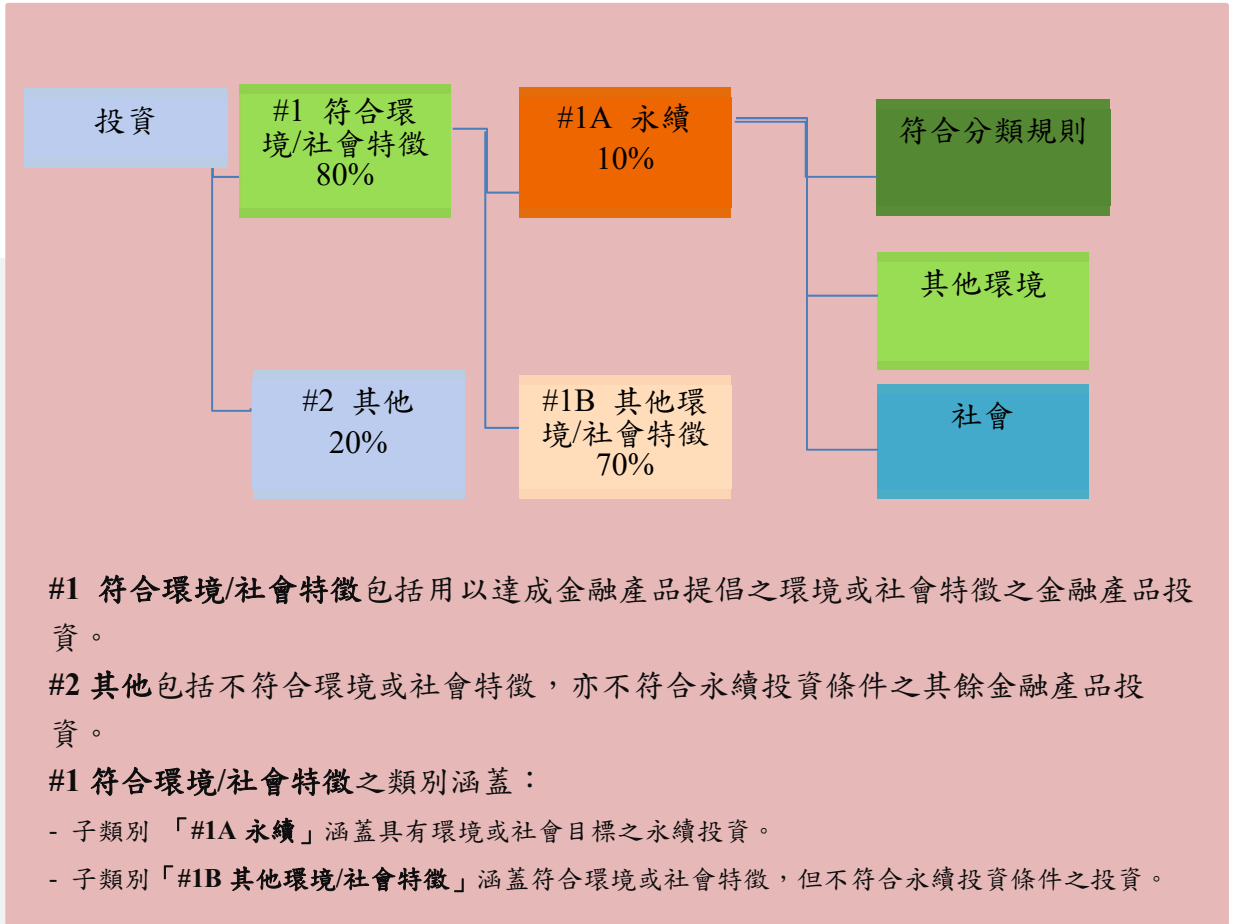 投資
#1 符合環
境/社會特徵
80%
#1A 永續
10%
符合分類規則
其他環境
#2 其他
20%
#1B 其他環
境/社會特徵
70%
社會
#1 符合環境/社會特徵包括用以達成金融產品提倡之環境或社會特徵之金融產品投
資。
#2 其他包括不符合環境或社會特徵，亦不符合永續投資條件之其餘金融產品投
資。
#1 符合環境/社會特徵之類別涵蓋：
- 子類別 「#1A 永續」涵蓋具有環境或社會目標之永續投資。
- 子類別「#1B 其他環境/社會特徵」涵蓋符合環境或社會特徵，但不符合永續投資條件之投資。